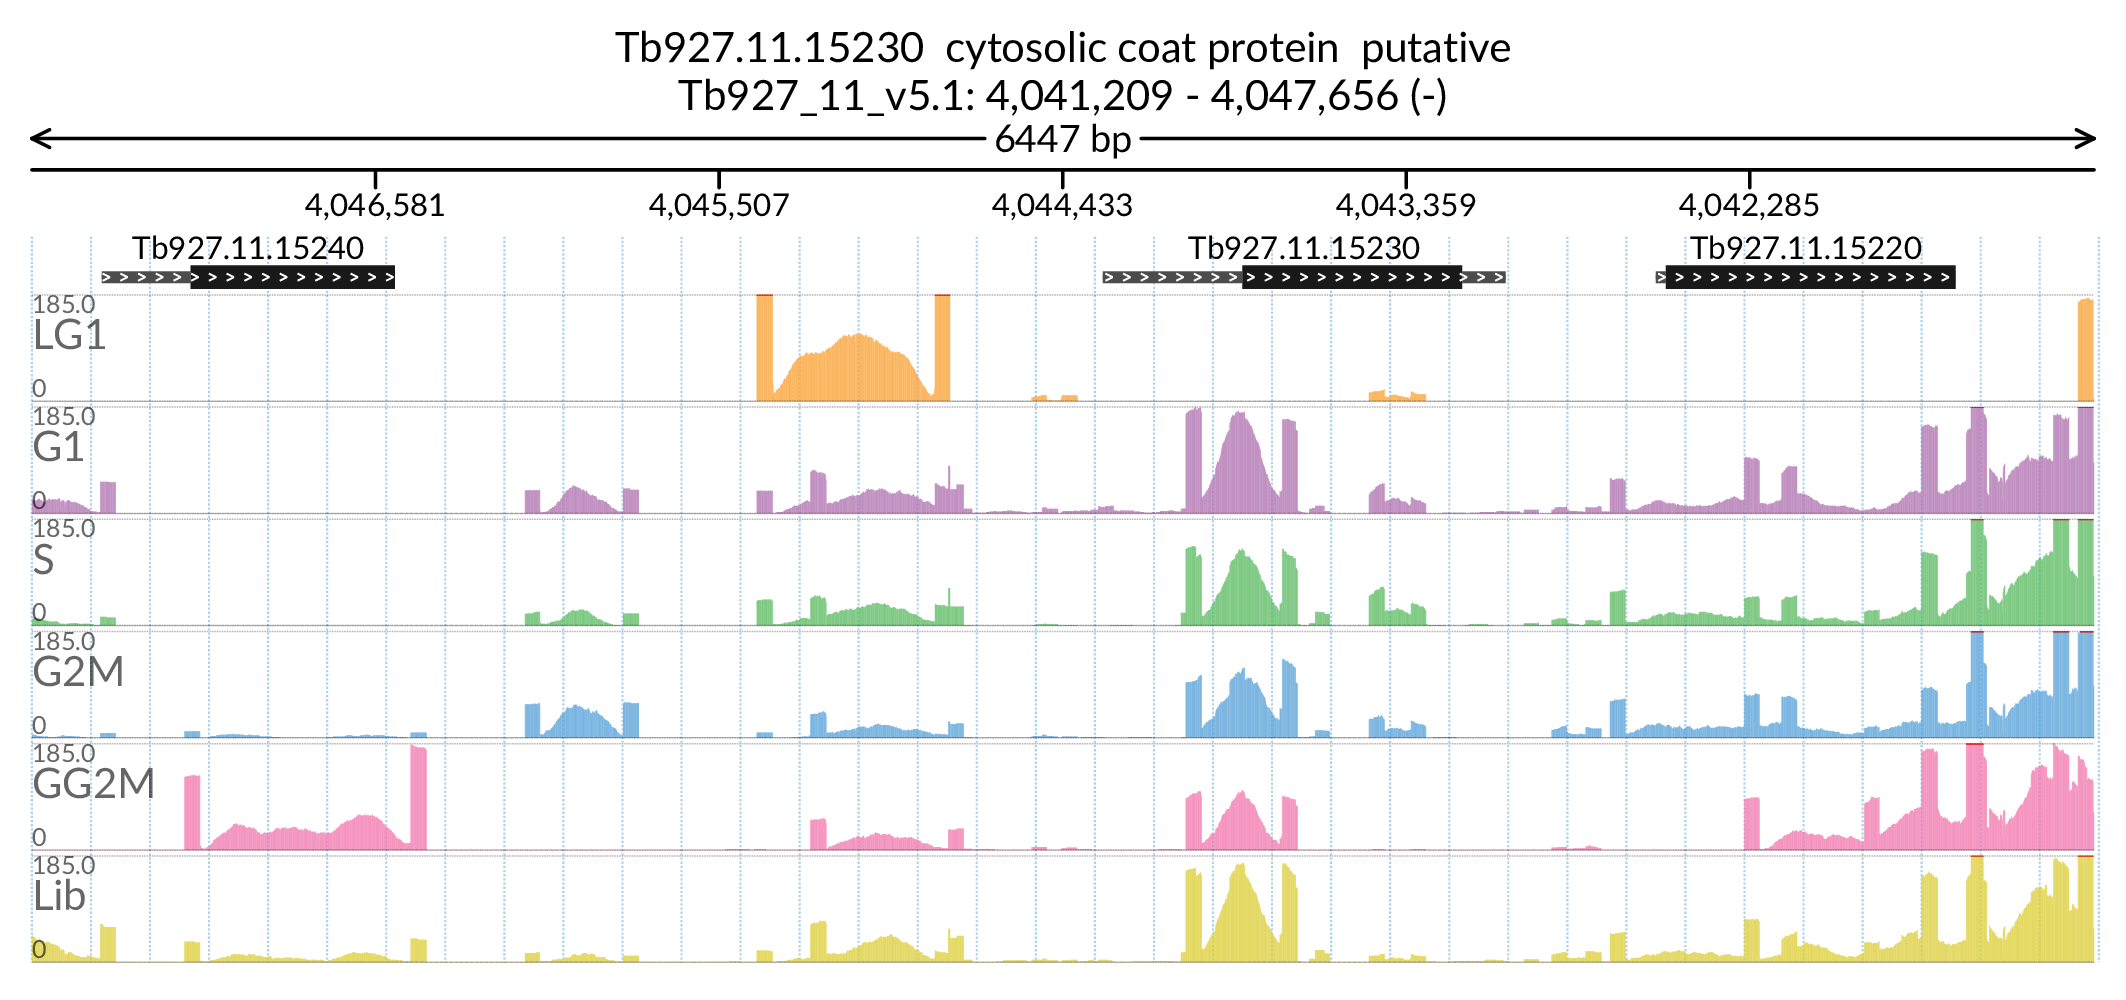 Tb927.11.15230 cytosolic coat protein putative
Tb927_11_v5.1: 4,041,209 - 4,047,656 (-)
6447 bp
4,046,581 4,045,507 4,044,433 4,043,359 4,042,285
Tb927.11.15240 Tb927.11.15230 Tb927.11.15220
185.0
LG1
0
185.0
G1
0
185.0
S
0
185.0
G2M
0
185.0
GG2M
0
185.0
Lib
0